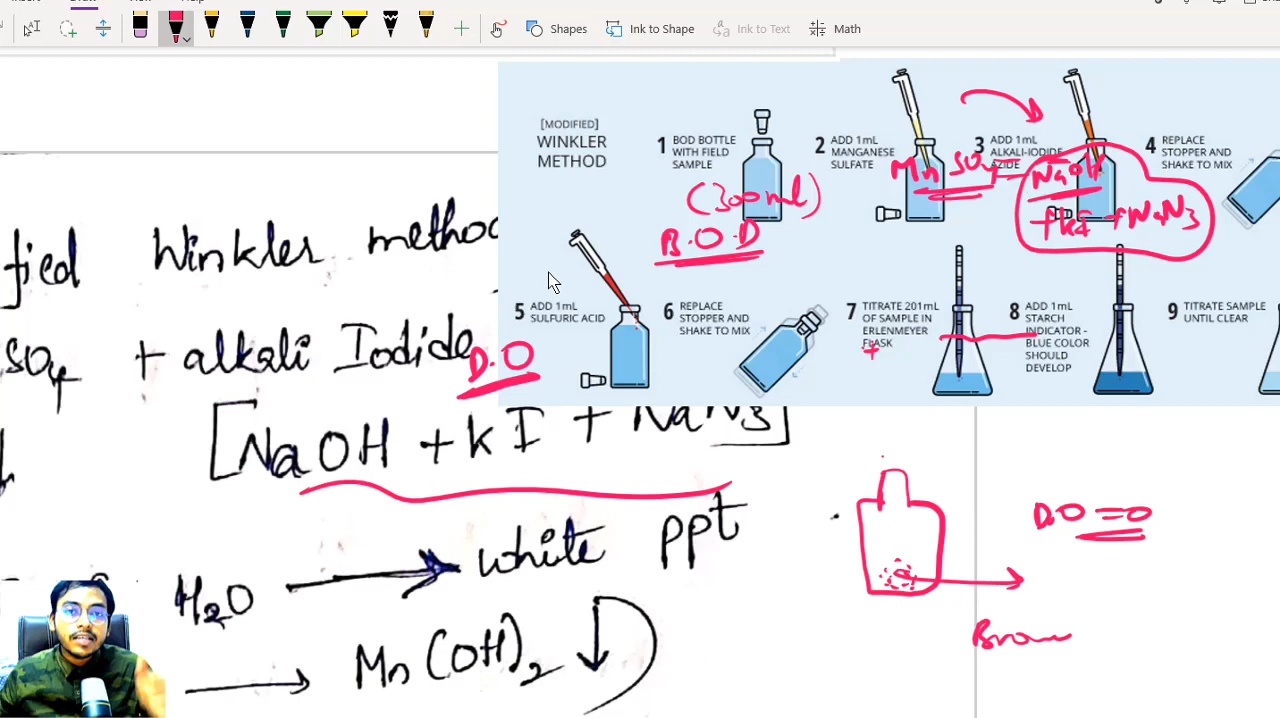 Shapes
Ink to Shape
Ink to Text
Math
[MODIFIED]
WINKLER
METHOD
1 BOD BOTTLE
WITH FIELD
SAMPLE
(300ml)
B.O.D
2 ADD 1mL
MANGANESE
SULFATE
Mn SO4
3 ADD 1mL
ALKALI-IODIDE
AZIDE
NaOH
+KI +NaN3
4 REPLACE
STOPPER AND
SHAKE TO MIX
5 ADD 1mL
SULFURIC ACID
6 REPLACE
STOPPER AND
SHAKE TO MIX
7 TITRATE 201mL
OF SAMPLE IN
ERLENMEYER
FLASK
+
8 ADD 1mL
STARCH
INDICATOR -
BLUE COLOR
SHOULD
DEVELOP
9 TITRATE SAMPLE
UNTIL CLEAR
fied Winkler metho
SO4 + alkali Iodide
D.O
[NaOH + kI + NaN3]
H2O → white ppt
→ Mn(OH)2 ↓
D.O = 0
Brown